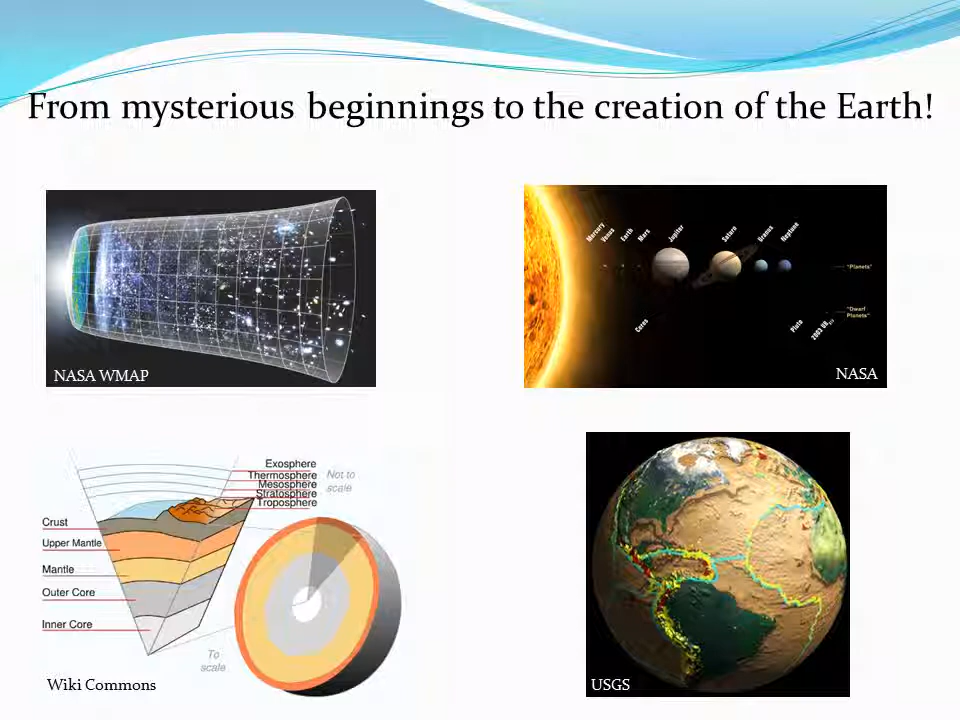 From mysterious beginnings to the creation of the Earth!
NASA WMAP
Mercury
Venus
Earth
Mars
Jupiter
Saturn
Uranus
Neptune
"Planets"
Ceres
Pluto
"Dwarf
Planets"
NASA
Exosphere
Thermosphere
Mesosphere
Stratosphere
Troposphere
Not to
scale
Crust
Upper Mantle
Mantle
Outer Core
Inner Core
To
scale
Wiki Commons
USGS